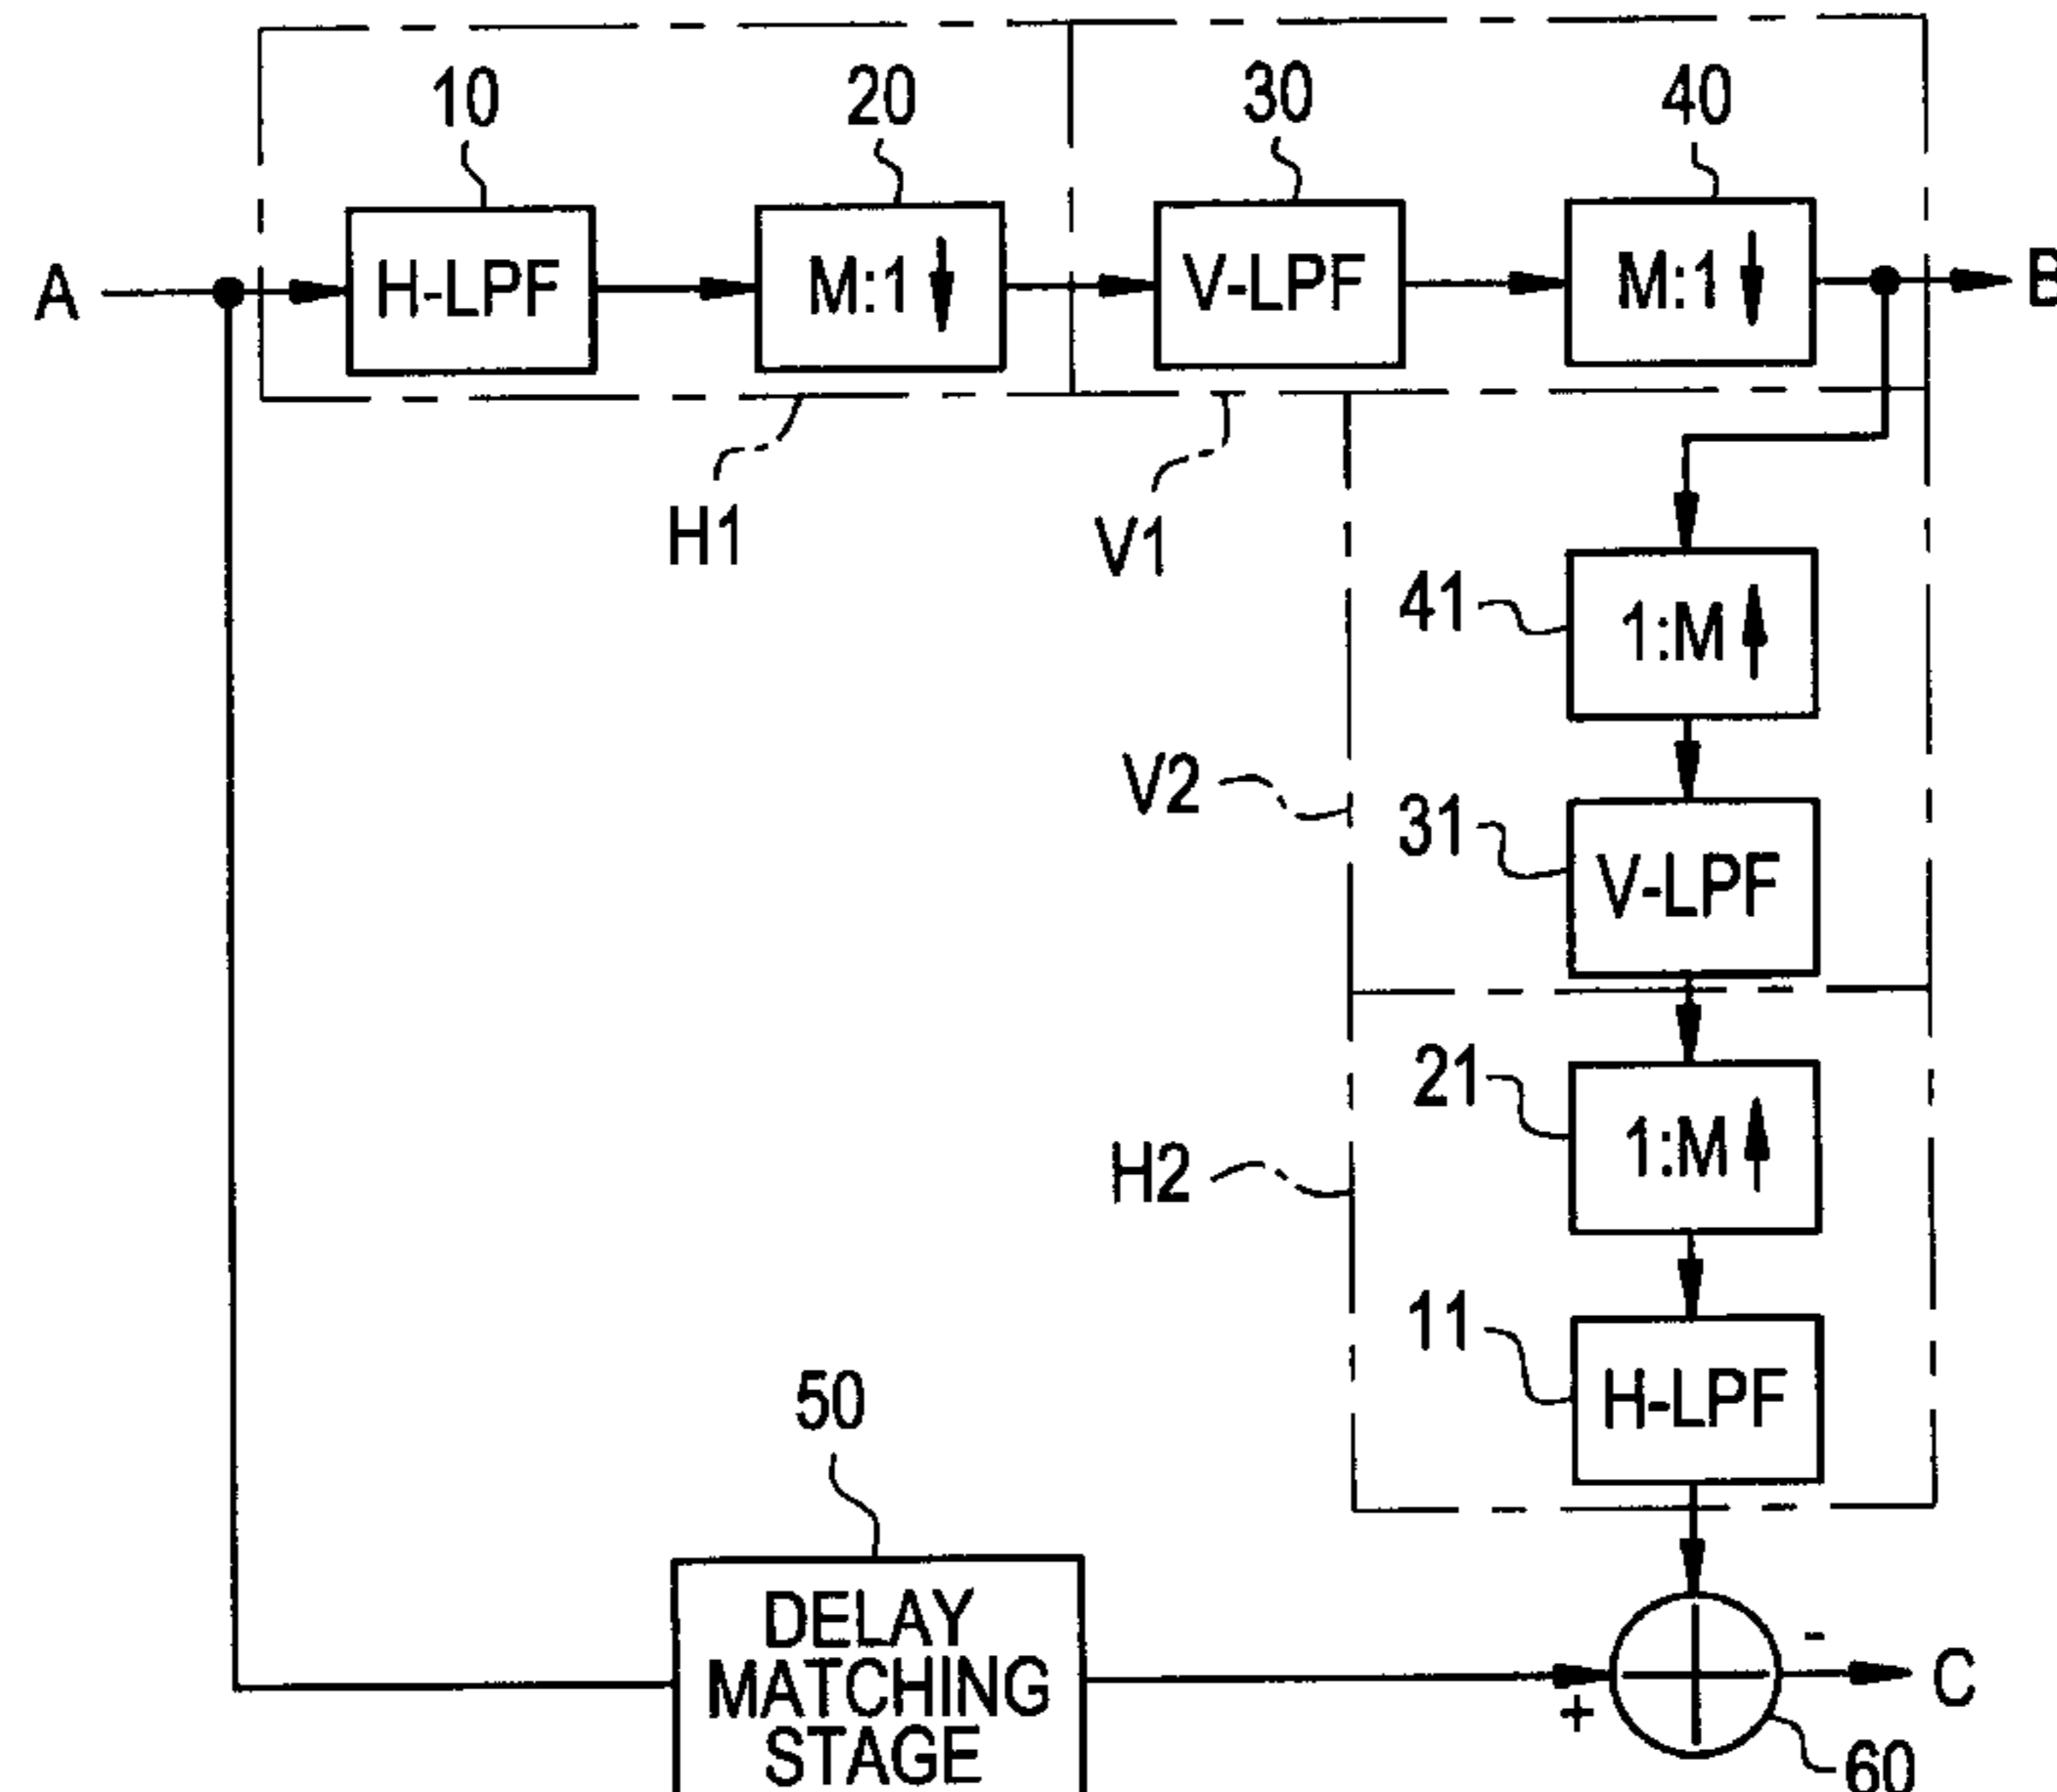 10
20
30
40
A
H-LPF
M:1
V-LPF
M:1
B
H1
V1
41
1:M
V2
31
V-LPF
21
1:M
H2
11
H-LPF
50
DELAY
MATCHING
STAGE
+
-
C
60